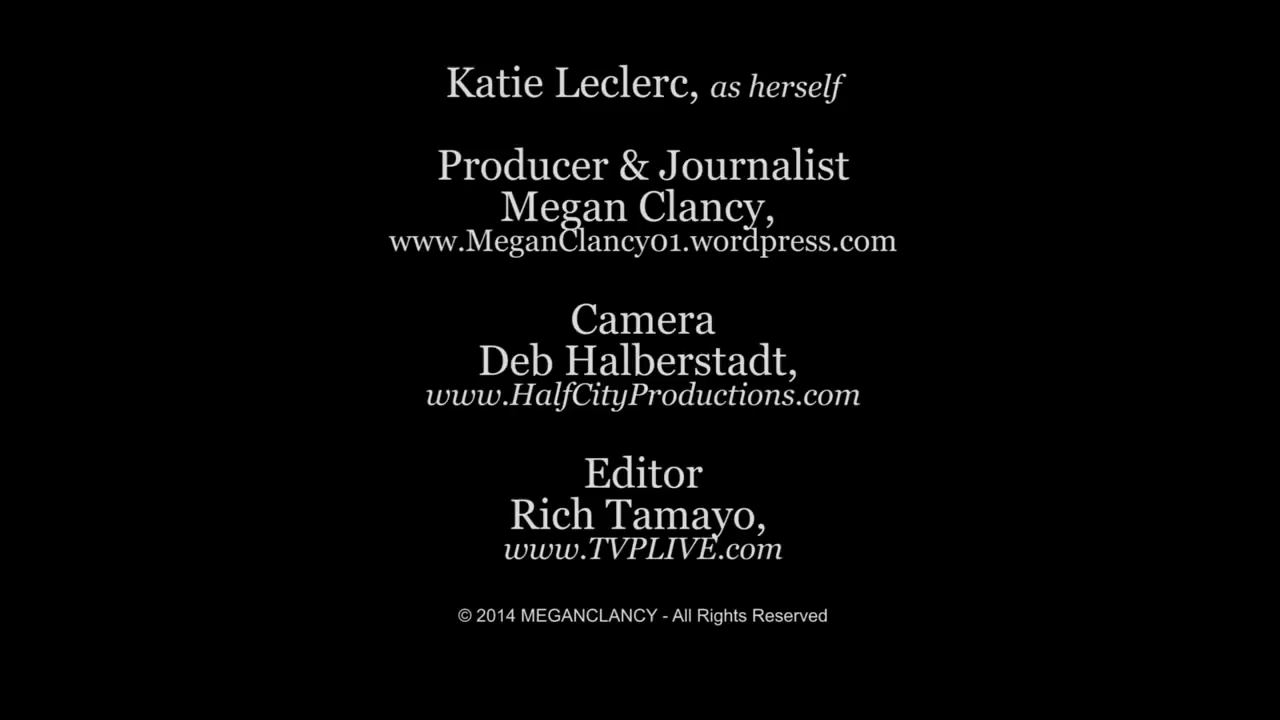 Katie Leclerc, as herself
Producer & Journalist
Megan Clancy,
www.MeganClancy01.wordpress.com
Camera
Deb Halberstadt,
www.HalfCityProductions.com
Editor
Rich Tamayo,
www.TVPLIVE.com
© 2014 MEGANCLANCY - All Rights Reserved